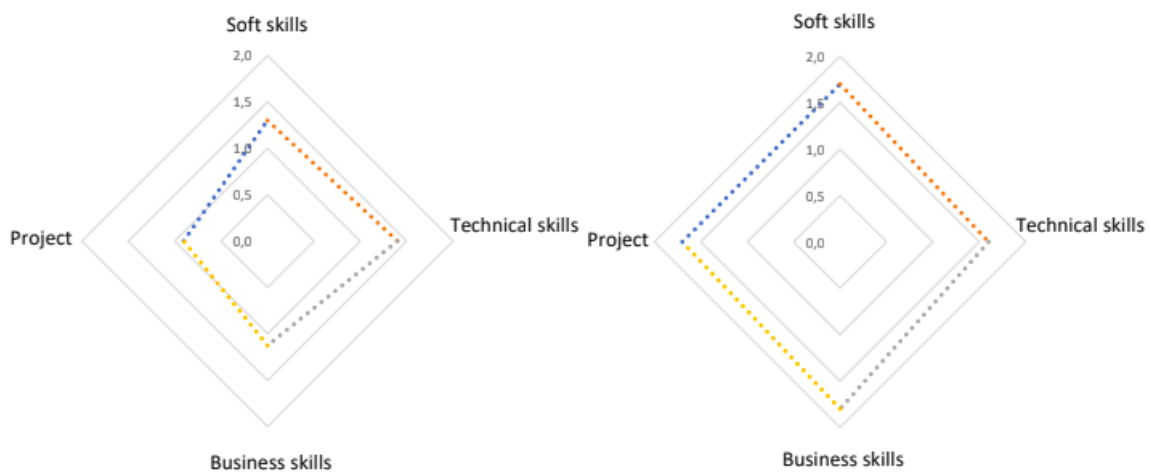 Soft skills
2,0
1,5
1,0
0,5
0,0
Project
Technical skills
Business skills
Soft skills
2,0
1,5
1,0
0,5
0,0
Project
Technical skills
Business skills